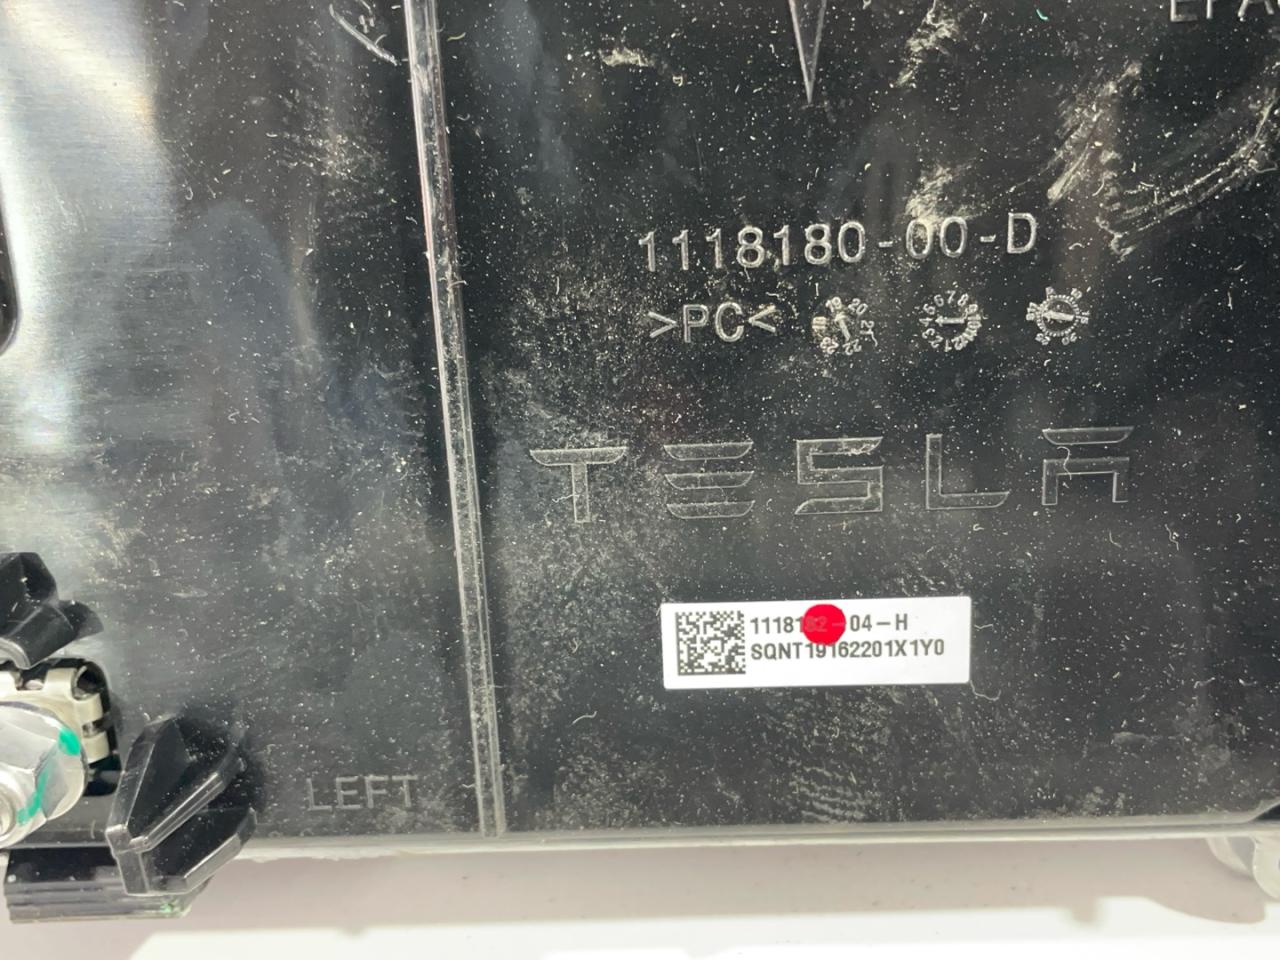 1118180-00-D
>PC<
TESLA
04-H
SQNT19162201X1Y0
LEFT